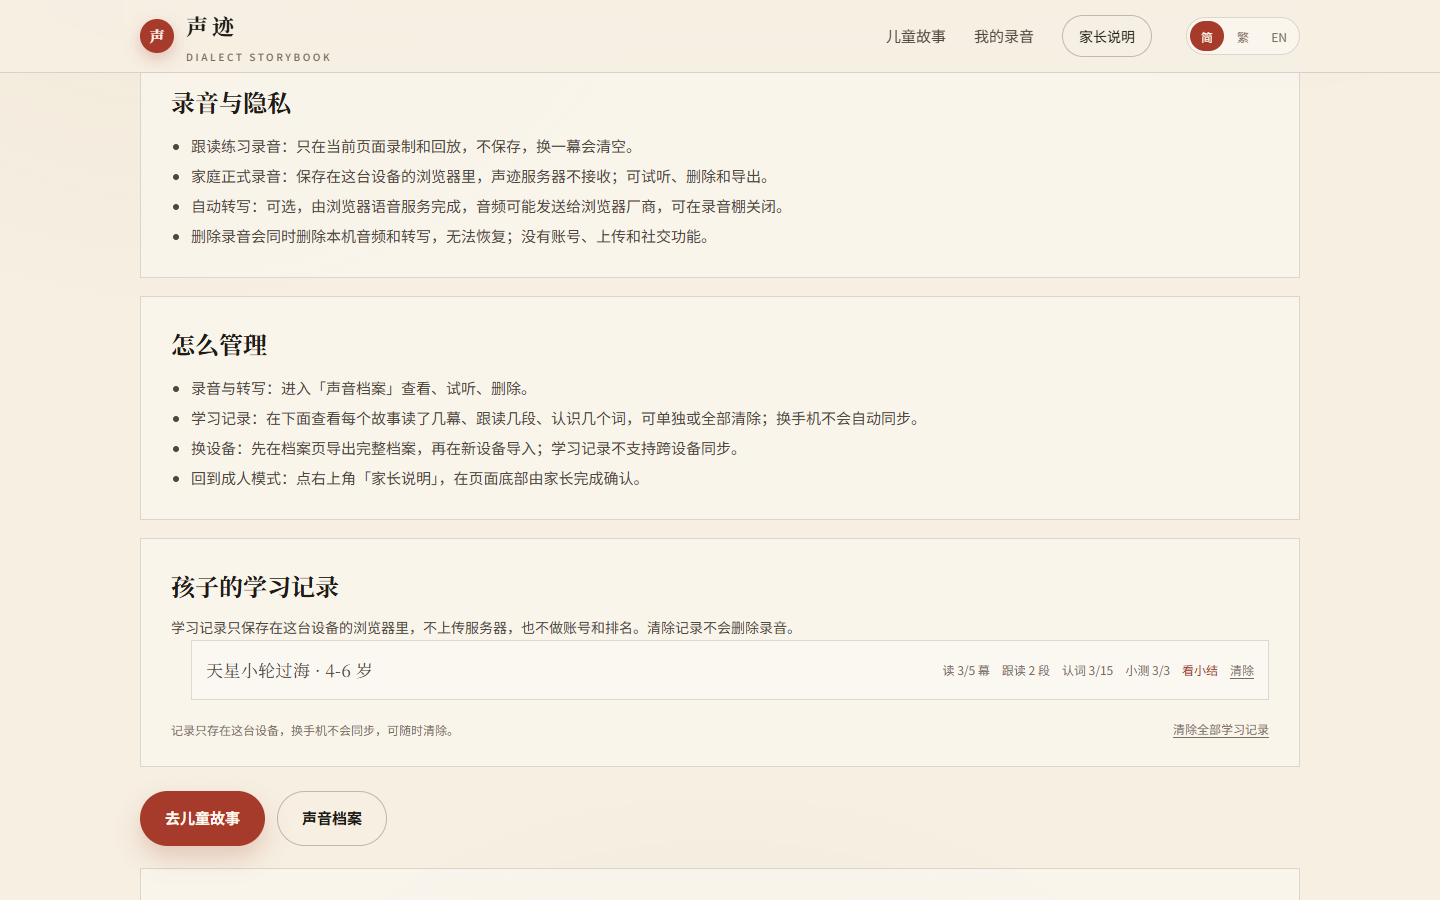 声
声迹
DIALECT STORYBOOK
儿童故事
我的录音
家长说明
简
繁
EN
录音与隐私
跟读练习录音：只在当前页面录制和回放，不保存，换一幕会清空。
家庭正式录音：保存在这台设备的浏览器里，声迹服务器不接收；可试听、删除和导出。
自动转写：可选，由浏览器语音服务完成，音频可能发送给浏览器厂商，可在录音棚关闭。
删除录音会同时删除本机音频和转写，无法恢复；没有账号、上传和社交功能。
怎么管理
录音与转写：进入「声音档案」查看、试听、删除。
学习记录：在下面查看每个故事读了几幕、跟读几段、认识几个词，可单独或全部清除；换手机不会自动同步。
换设备：先在档案页导出完整档案，再在新设备导入；学习记录不支持跨设备同步。
回到成人模式：点右上角「家长说明」，在页面底部由家长完成确认。
孩子的学习记录
学习记录只保存在这台设备的浏览器里，不上传服务器，也不做账号和排名。清除记录不会删除录音。
天星小轮过海 · 4-6 岁
读 3/5 幕 跟读 2 段 认词 3/15 小测 3/3 看小结 清除
记录只存在这台设备，换手机不会同步，可随时清除。
清除全部学习记录
去儿童故事
声音档案